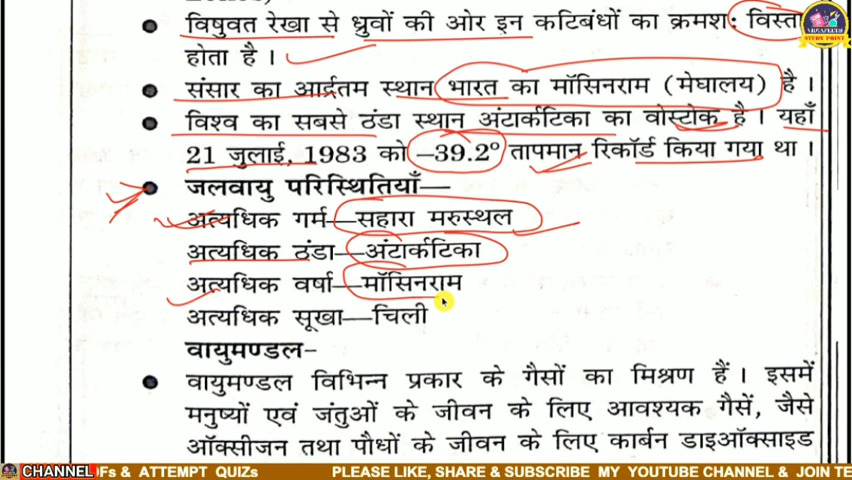 विषुवत रेखा से ध्रुवों की ओर इन कटिबंधों का क्रमशः विस्ता
होता है ।
संसार का आर्द्रतम स्थान भारत का मॉसिनराम (मेघालय) है ।
विश्व का सबसे ठंडा स्थान अंटार्कटिका का वोस्टोक है । यहाँ
21 जुलाई, 1983 को –39.2° तापमान रिकॉर्ड किया गया था ।
जलवायु परिस्थितियाँ—
अत्यधिक गर्म—सहारा मरुस्थल
अत्यधिक ठंडा—अंटार्कटिका
अत्यधिक वर्षा—मॉसिनराम
अत्यधिक सूखा—चिली
वायुमण्डल-
वायुमण्डल विभिन्न प्रकार के गैसों का मिश्रण हैं । इसमें
मनुष्यों एवं जंतुओं के जीवन के लिए आवश्यक गैसें, जैसे
ऑक्सीजन तथा पौधों के जीवन के लिए कार्बन डाइऑक्साइड
CHANNEL DFs & ATTEMPT QUIZs PLEASE LIKE, SHARE & SUBSCRIBE MY YOUTUBE CHANNEL & JOIN TE